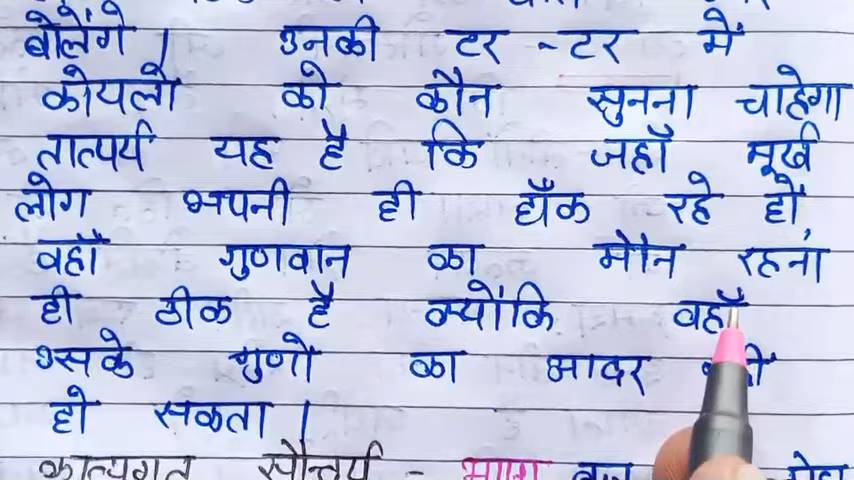 बोलेंगे। उनकी टर-टर में
कोयलो को कौन सुनना चाहेगा
तात्पर्य यह है कि जहाँ मूर्ख
लोग अपनी ही हाँक रहे हों,
वहाँ गुणवान का मौन रहना
ही ठीक है क्योंकि वहाँ
उसके गुणों का आदर
हो सकता।
काव्यगत सौन्दर्य -